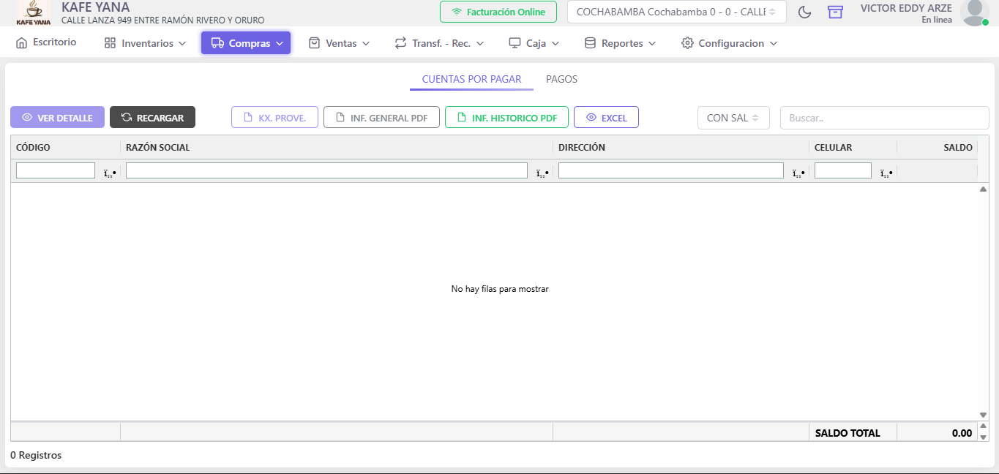 KAFE YANA
KAFE YANA
CALLE LANZA 949 ENTRE RAMÓN RIVERO Y ORURO
Facturación Online
COCHABAMBA Cochabamba 0 - 0 - CALLE
VICTOR EDDY ARZE
En linea
Escritorio
Inventarios
Compras
Ventas
Transf. - Rec.
Caja
Reportes
Configuracion
CUENTAS POR PAGAR
PAGOS
VER DETALLE
RECARGAR
KX. PROVE.
INF. GENERAL PDF
INF. HISTORICO PDF
EXCEL
CON SAL
Buscar..
CÓDIGO
RAZÓN SOCIAL
DIRECCIÓN
CELULAR
SALDO
ï¸•
ï¸•
ï¸•
ï¸•
No hay filas para mostrar
SALDO TOTAL
0.00
0 Registros